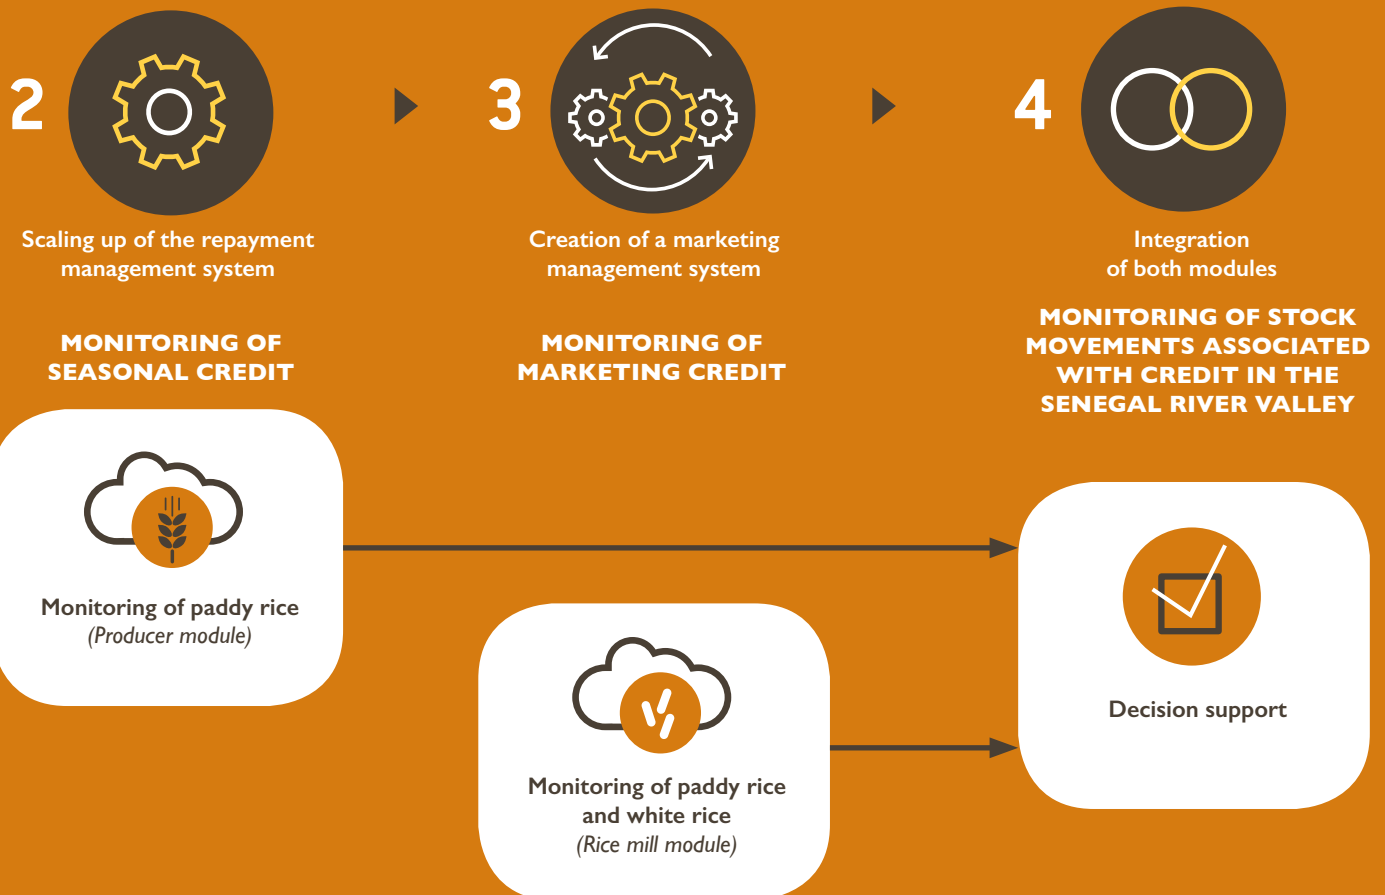 2
Scaling up of the repayment
management system
MONITORING OF
SEASONAL CREDIT
Monitoring of paddy rice
(Producer module)
3
Creation of a marketing
management system
MONITORING OF
MARKETING CREDIT
Monitoring of paddy rice
and white rice
(Rice mill module)
4
Integration
of both modules
MONITORING OF STOCK
MOVEMENTS ASSOCIATED
WITH CREDIT IN THE
SENEGAL RIVER VALLEY
Decision support